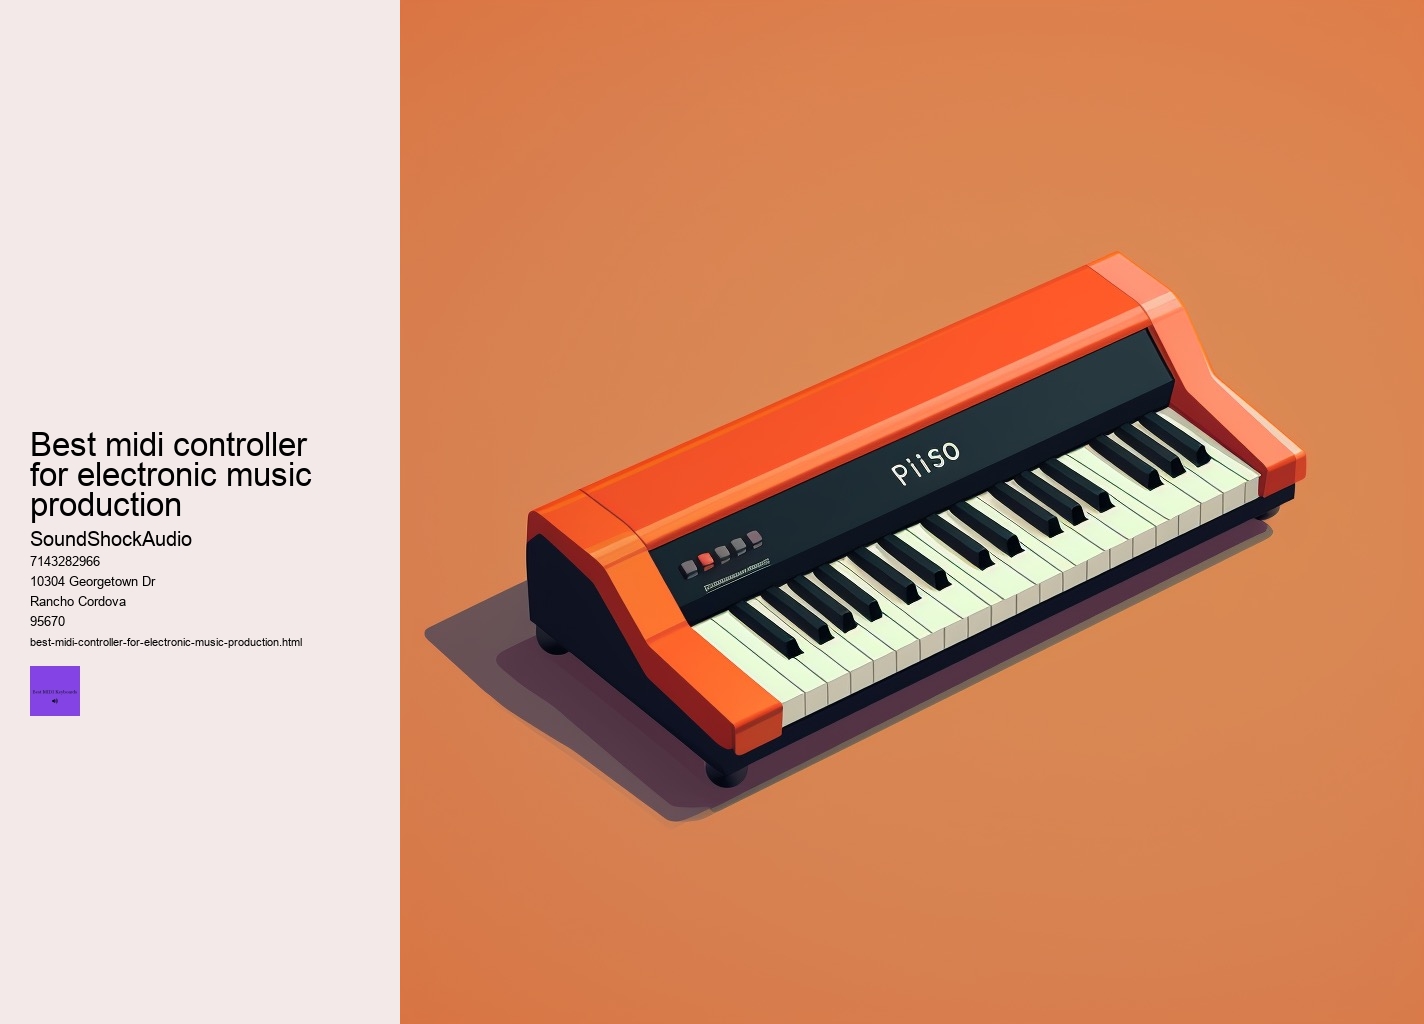 Best midi controller
for electronic music
production
SoundShockAudio
7143282966
10304 Georgetown Dr
Rancho Cordova
95670
best-midi-controller-for-electronic-music-production.html
Best MIDI Keyboards
Piiso